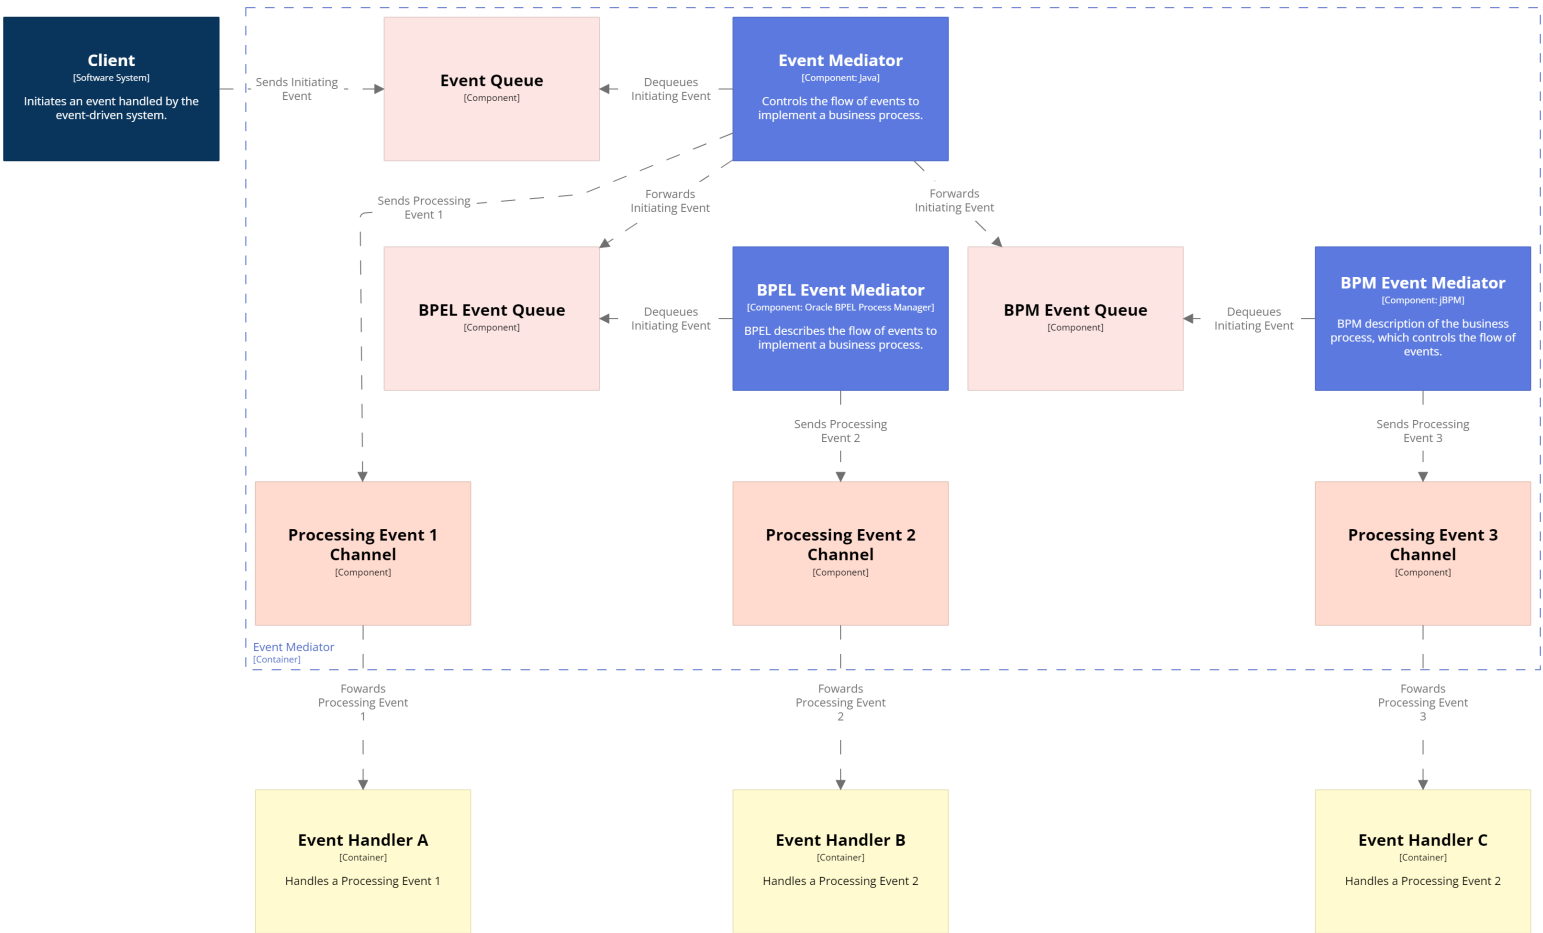 Client
[Software System]
Initiates an event handled by the
event-driven system.
Sends Initiating
Event
Event Queue
[Component]
Dequeues
Initiating Event
Event Mediator
[Component: Java]
Controls the flow of events to
implement a business process.
Sends Processing
Event 1
Forwards
Initiating Event
Forwards
Initiating Event
BPEL Event Queue
[Component]
Dequeues
Initiating Event
BPEL Event Mediator
[Component: Oracle BPEL Process Manager]
BPEL describes the flow of events to
implement a business process.
BPM Event Queue
[Component]
Dequeues
Initiating Event
BPM Event Mediator
[Component: jBPM]
BPM description of the business
process, which controls the flow of
events.
Sends Processing
Event 2
Sends Processing
Event 3
Processing Event 1
Channel
[Component]
Processing Event 2
Channel
[Component]
Processing Event 3
Channel
[Component]
Event Mediator
[Container]
Fowards
Processing Event
1
Fowards
Processing Event
2
Fowards
Processing Event
3
Event Handler A
[Container]
Handles a Processing Event 1
Event Handler B
[Container]
Handles a Processing Event 2
Event Handler C
[Container]
Handles a Processing Event 2